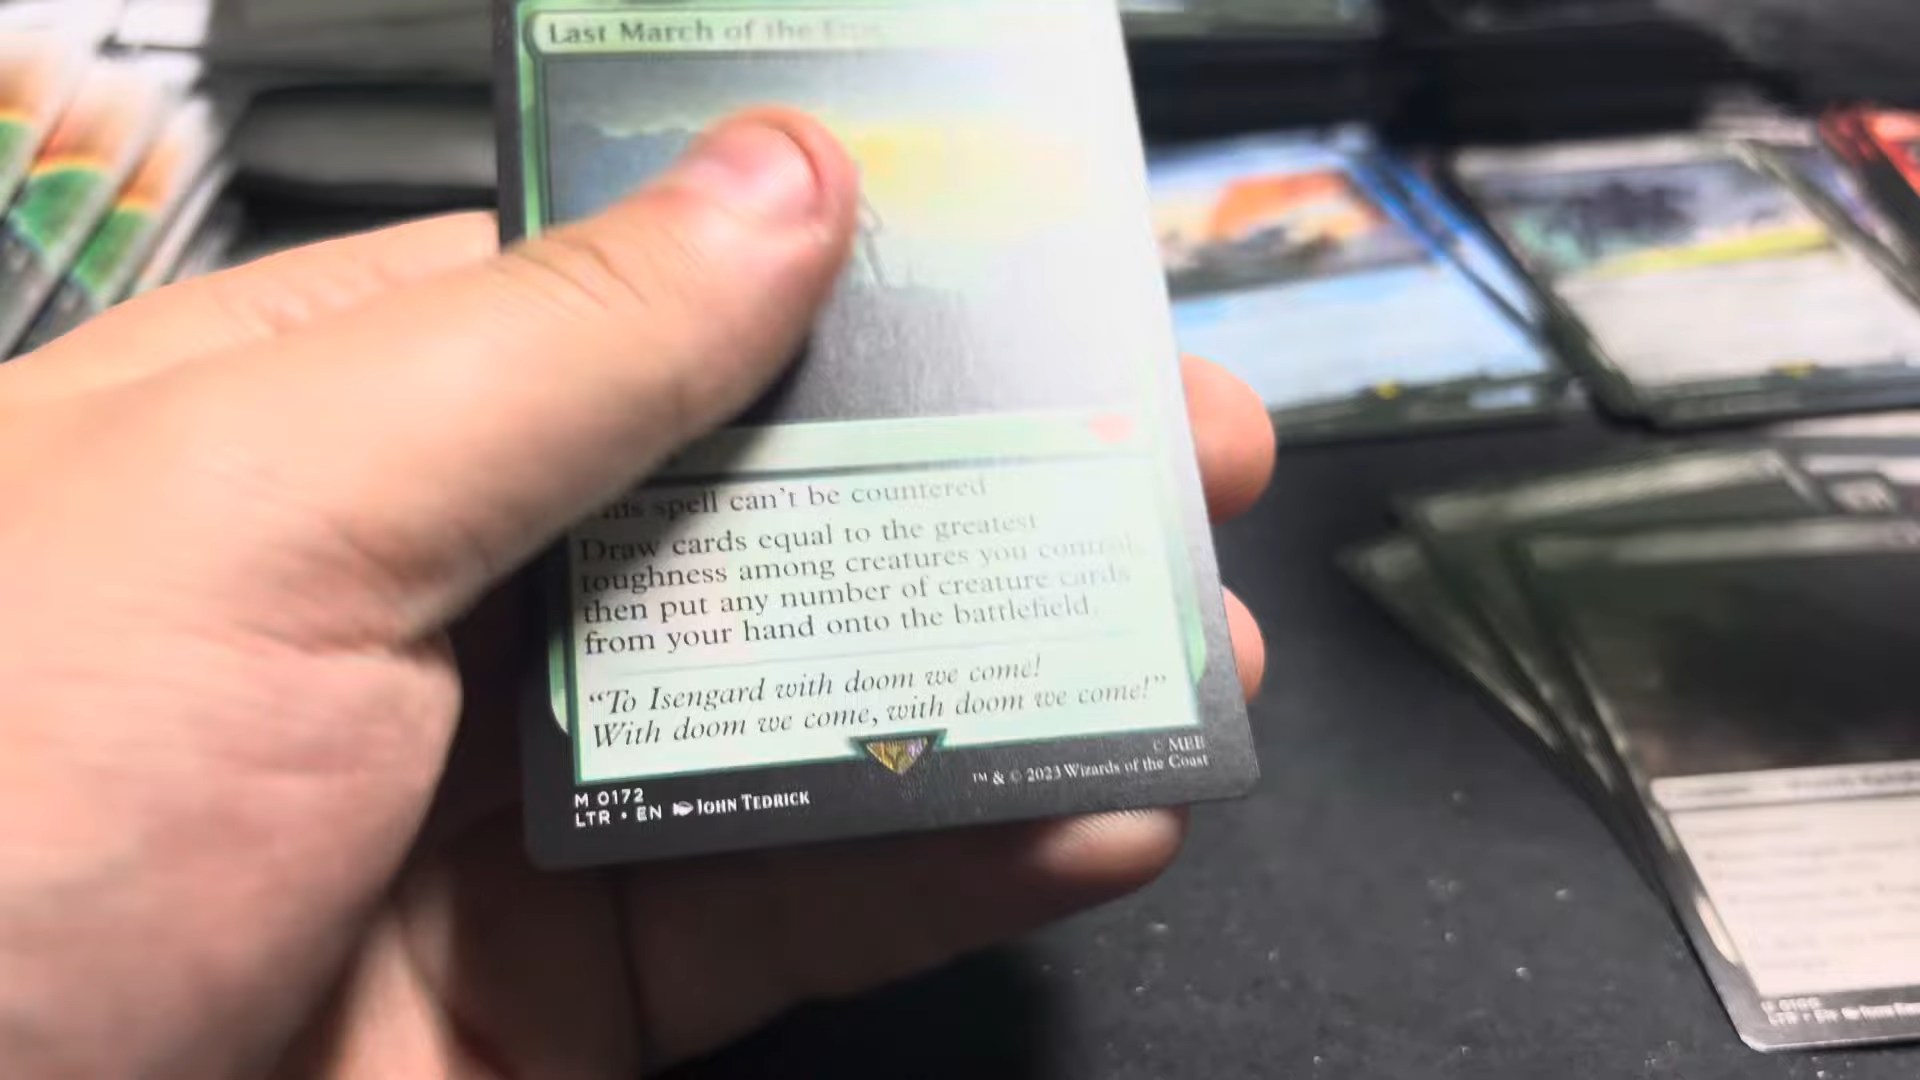 Last March of the
spell can't be countered
Draw cards equal to the greatest
toughness among creatures you control,
then put any number of creature cards
from your hand onto the battlefield.
"To Isengard with doom we come!
With doom we come, with doom we come!"
M 0172
LTR • EN JOHN TEDRICK
MEE
™ & © 2023 Wizards of the Coast
LTR • EN